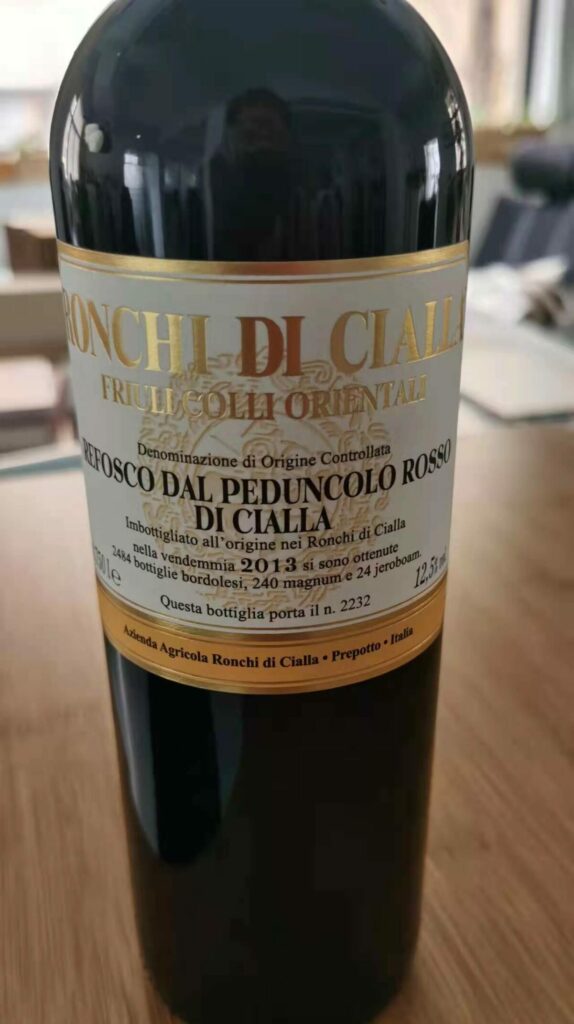 RONCHI DI CIALLA
FRIULI COLLI ORIENTALI
Denominazione di Origine Controllata
REFOSCO DAL PEDUNCOLO ROSSO
DI CIALLA
Imbottigliato all'origine nei Ronchi di Cialla
nella vendemmia 2013 si sono ottenute
2484 bottiglie bordolesi, 240 magnum e 24 jeroboam.
12,5%
Questa bottiglia porta il n. 2232
Azienda Agricola Ronchi di Cialla • Prepotto • Italia